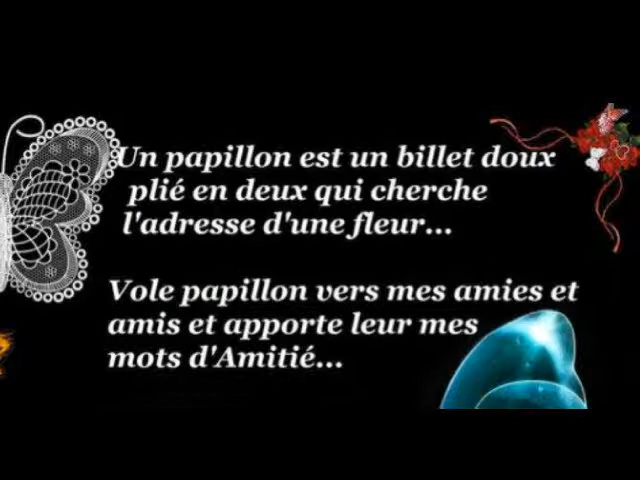 Un papillon est un billet doux
plié en deux qui cherche
l'adresse d'une fleur...
Vole papillon vers mes amies et
amis et apporte leur mes
mots d'Amitié...